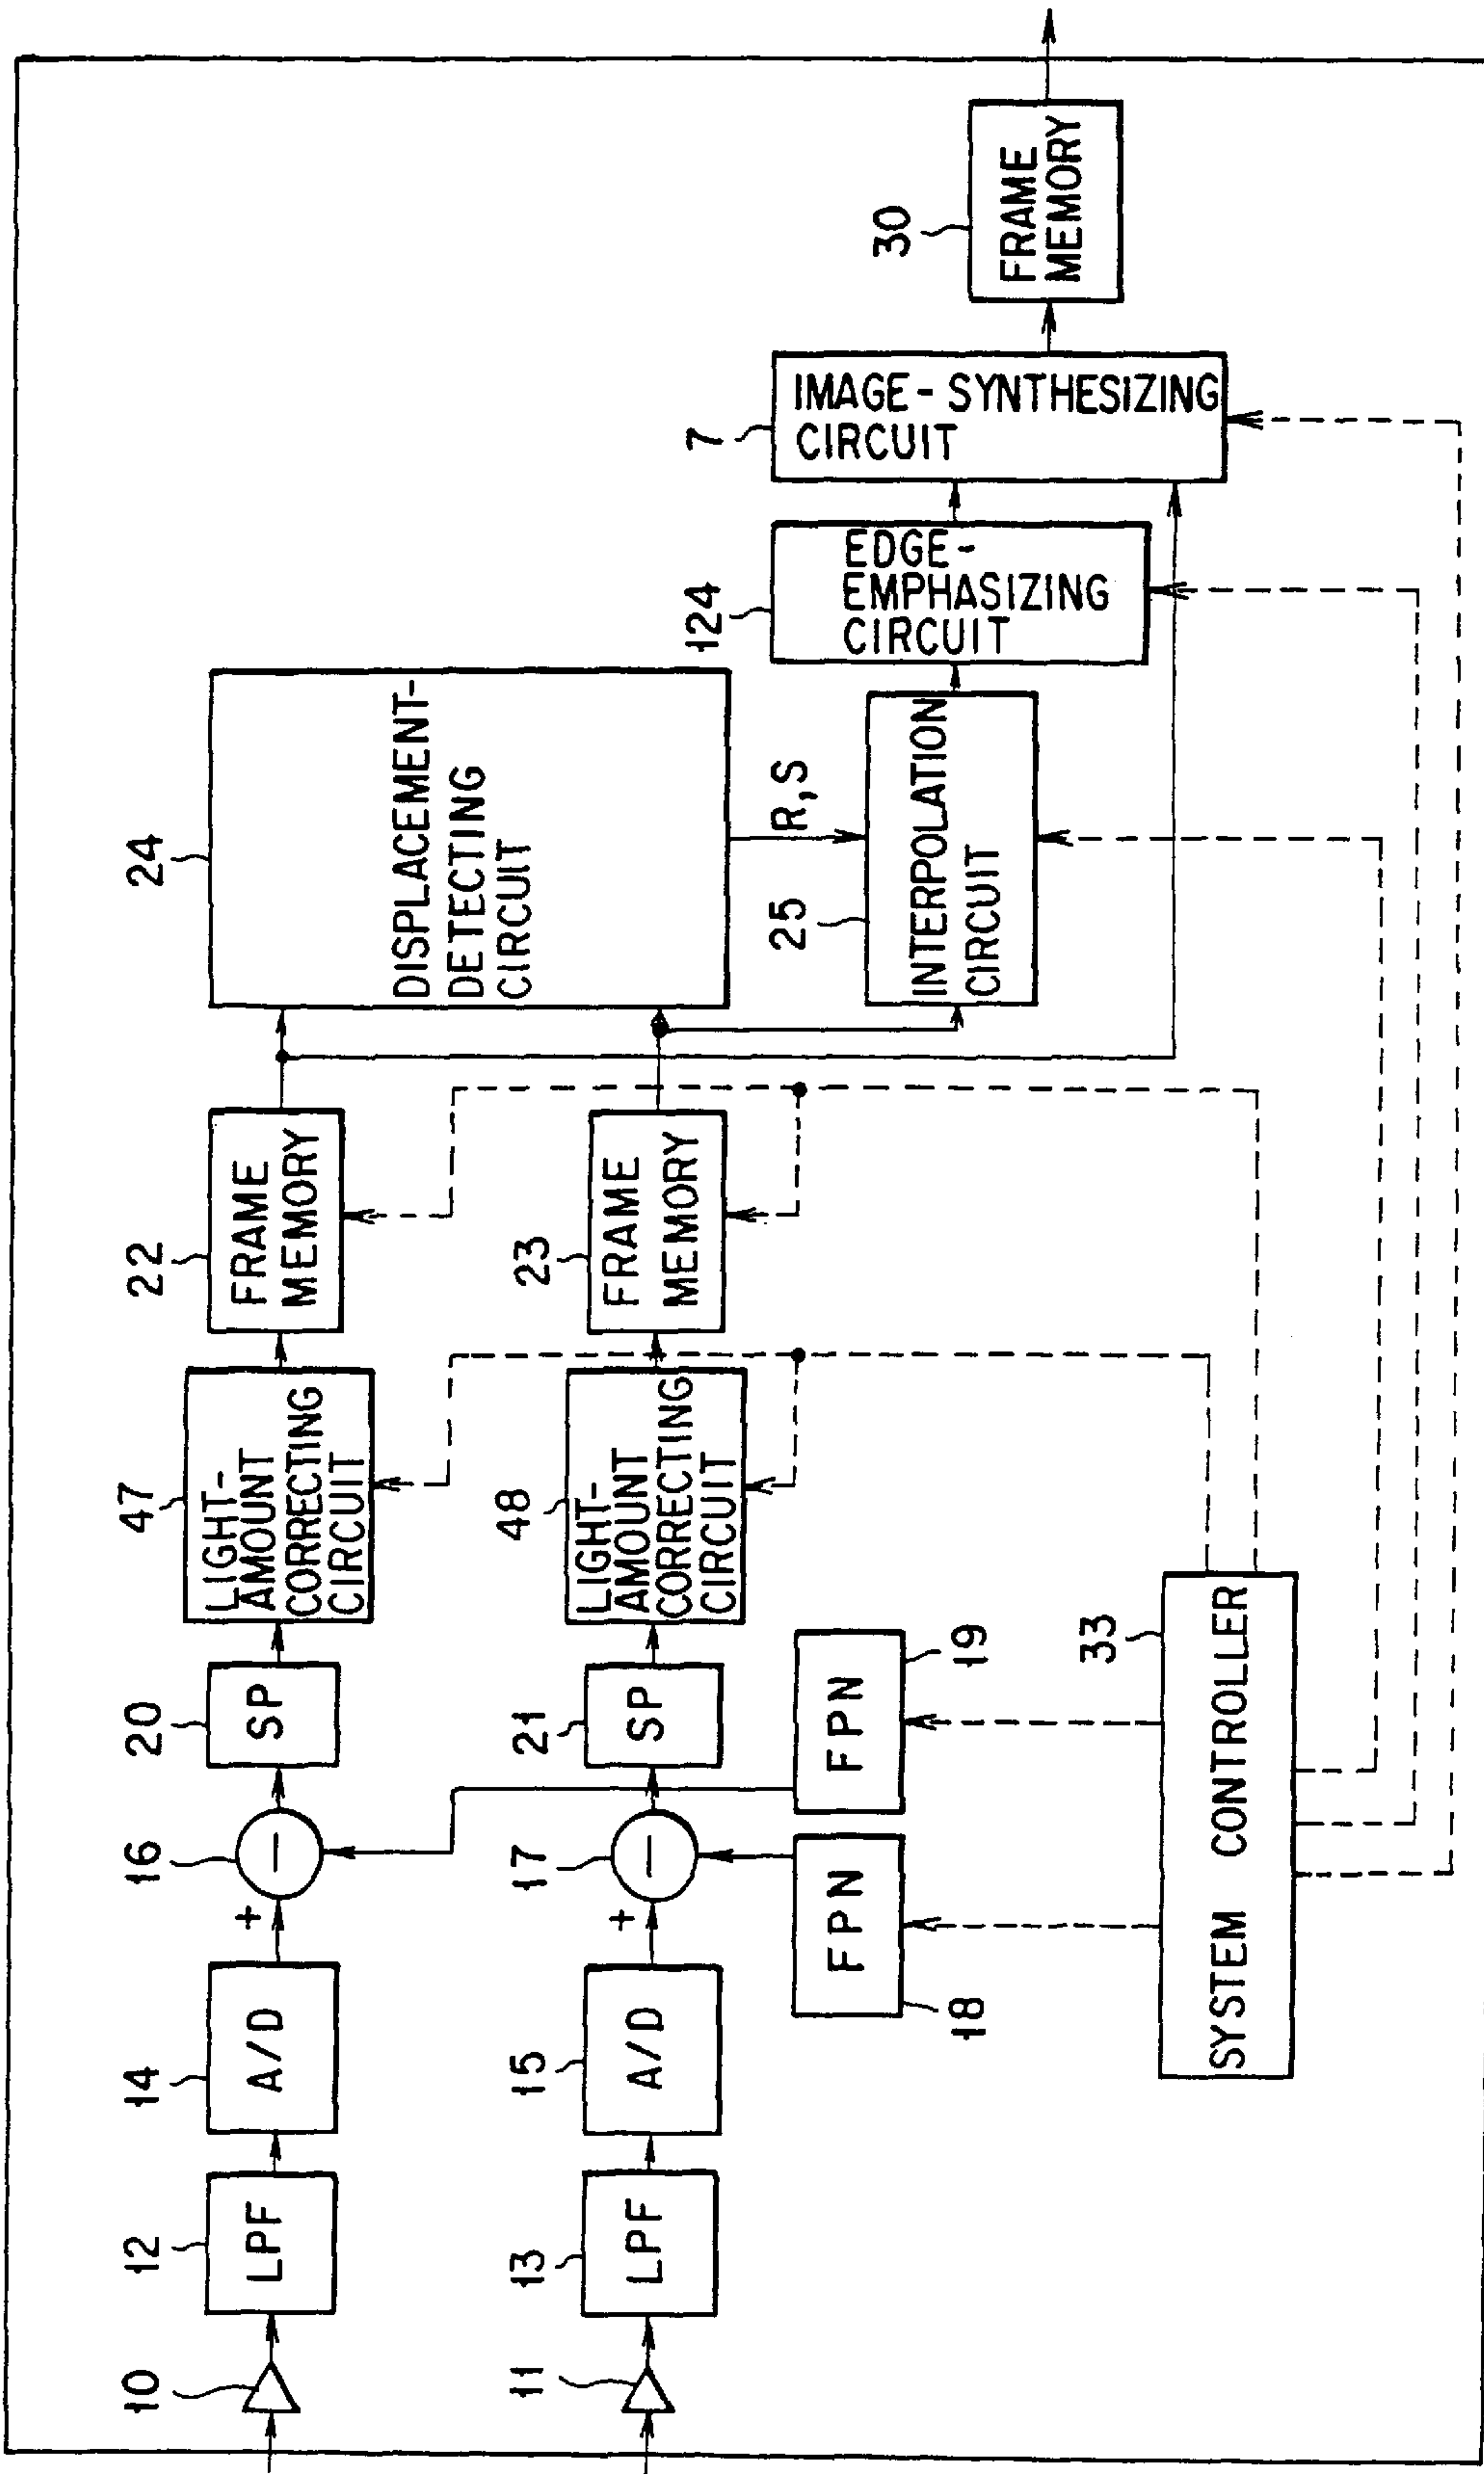 10
12
LPF
14
A/D
+
16
−
20
SP
47
LIGHT-
AMOUNT
CORRECTING
CIRCUIT
22
FRAME
MEMORY
24
DISPLACEMENT-
DETECTING
CIRCUIT
11
13
LPF
15
A/D
+
17
−
21
SP
48
LIGHT-
AMOUNT
CORRECTING
CIRCUIT
23
FRAME
MEMORY
R,S
18
FPN
19
FPN
25
INTERPOLATION
CIRCUIT
124
EDGE-
EMPHASIZING
CIRCUIT
7
IMAGE-SYNTHESIZING
CIRCUIT
30
FRAME
MEMORY
33
SYSTEM CONTROLLER